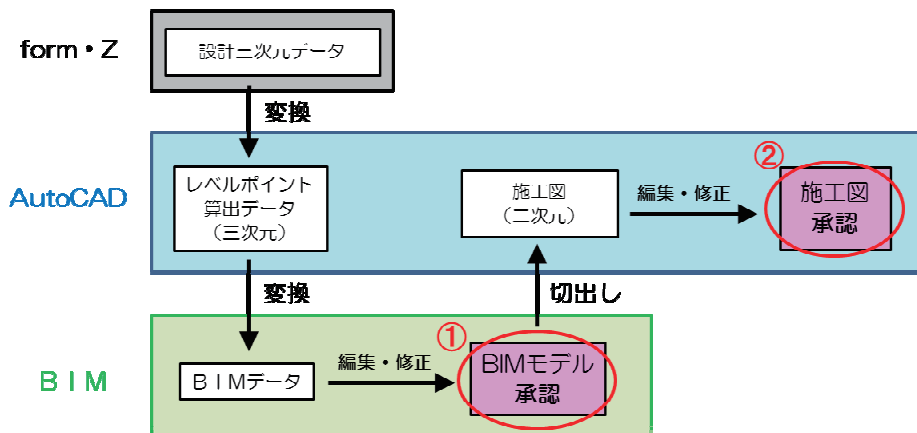 form・Z
設計三次元データ
変換
AutoCAD
レベルポイント
算出データ
（三次元）
施工図
（二次元）
編集・修正
②
施工図
承認
変換
切出し
BIM
ＢＩＭデータ
編集・修正
①
BIMモデル
承認